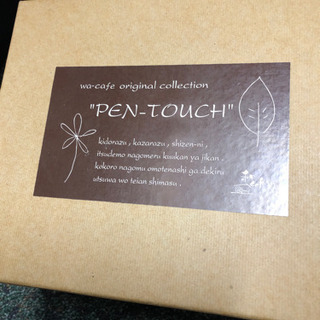 wa-cafe original collection
"PEN-TOUCH"
kidorazu, kazarazu, shizen-ni,
itsudemo nagomeru kuukan ya jikan.
kokoro nagomu omotenashi ga dekiru
utsuwa wo teian shimasu.